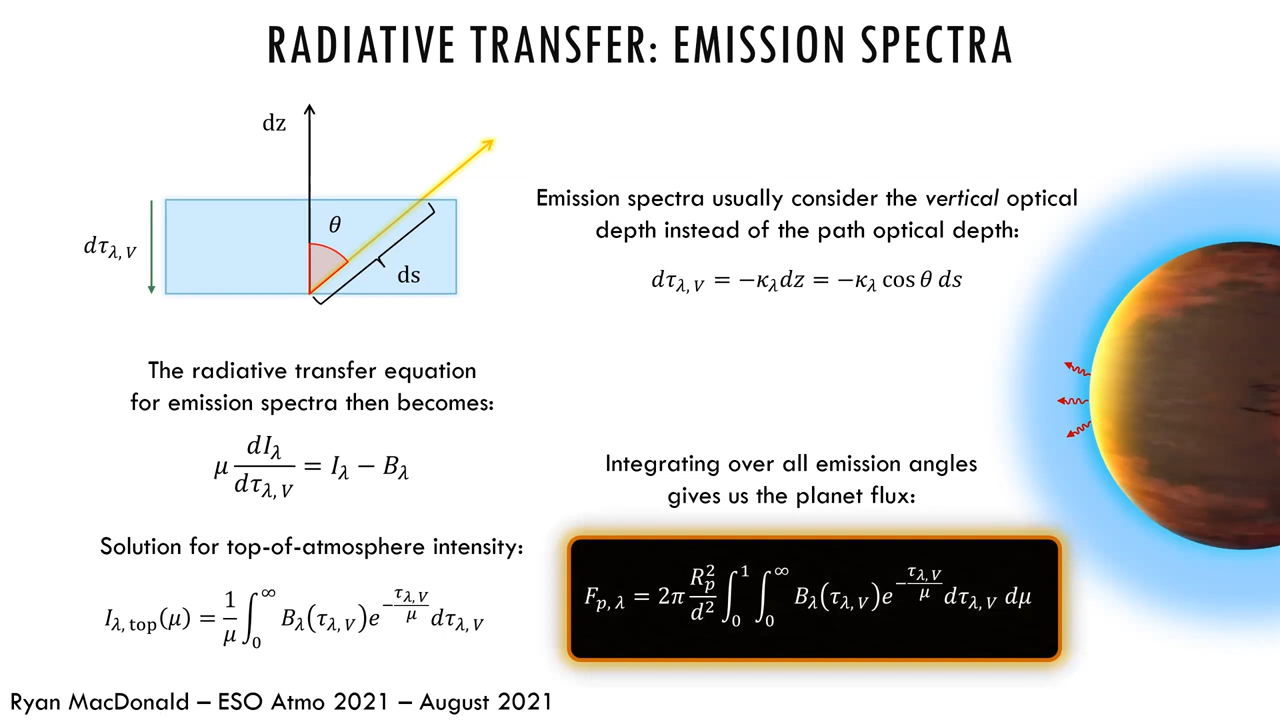 RADIATIVE TRANSFER: EMISSION SPECTRA
dz
θ
dτ_{λ, V}
ds
Emission spectra usually consider the vertical optical
depth instead of the path optical depth:
dτ_{λ, V} = −κ_λ dz = −κ_λ cos θ ds
The radiative transfer equation
for emission spectra then becomes:
μ dI_λ / dτ_{λ, V} = I_λ − B_λ
Solution for top-of-atmosphere intensity:
I_{λ, top}(μ) = 1/μ ∫_0^∞ B_λ(τ_{λ, V}) e^{−τ_{λ, V}/μ} dτ_{λ, V}
Integrating over all emission angles
gives us the planet flux:
F_{p, λ} = 2π R_p^2/d^2 ∫_0^1 ∫_0^∞ B_λ(τ_{λ, V}) e^{−τ_{λ, V}/μ} dτ_{λ, V} dμ
Ryan MacDonald – ESO Atmo 2021 – August 2021